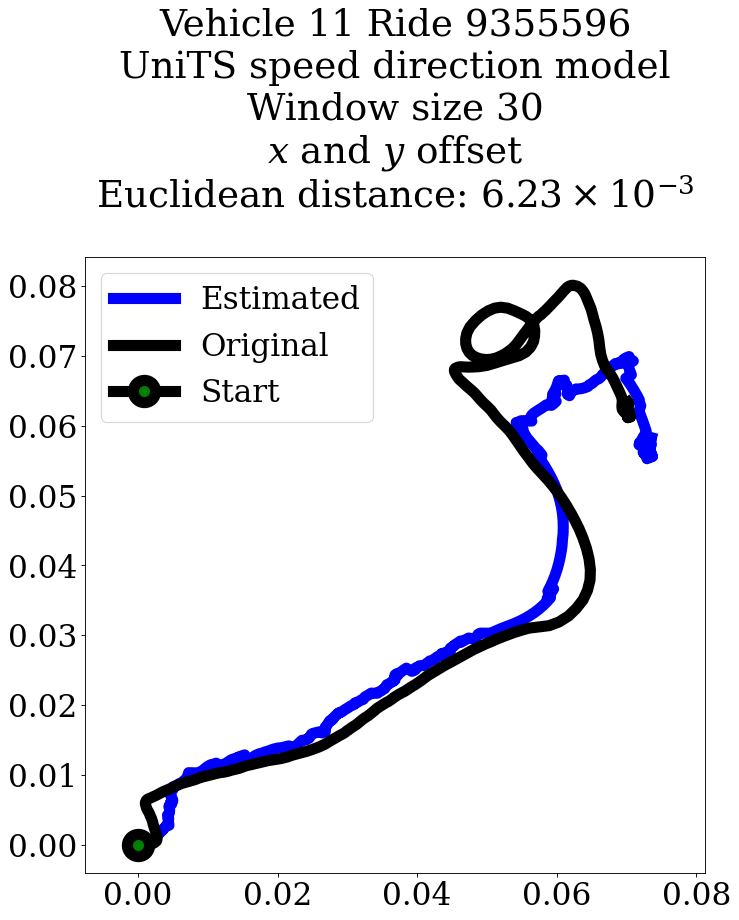 Vehicle 11 Ride 9355596
UniTS speed direction model
Window size 30
x and y offset
Euclidean distance: 6.23 × 10⁻³
Estimated
Original
Start
0.08
0.07
0.06
0.05
0.04
0.03
0.02
0.01
0.00
0.00 0.02 0.04 0.06 0.08